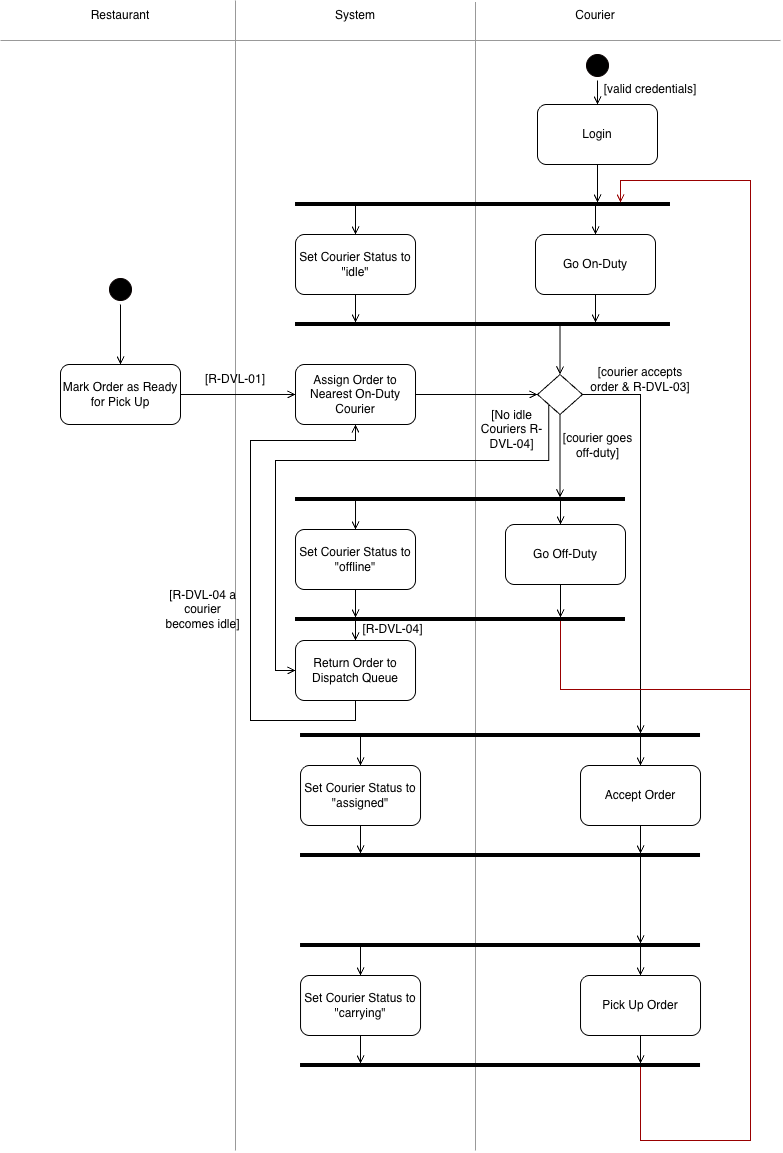 Restaurant
System
Courier
[valid credentials]
Login
Set Courier Status to
"idle"
Go On-Duty
Mark Order as Ready
for Pick Up
[R-DVL-01]
Assign Order to
Nearest On-Duty
Courier
[courier accepts
order & R-DVL-03]
[No idle
Couriers R-
DVL-04]
[courier goes
off-duty]
Set Courier Status to
"offline"
Go Off-Duty
[R-DVL-04 a
courier
becomes idle]
[R-DVL-04]
Return Order to
Dispatch Queue
Set Courier Status to
"assigned"
Accept Order
Set Courier Status to
"carrying"
Pick Up Order